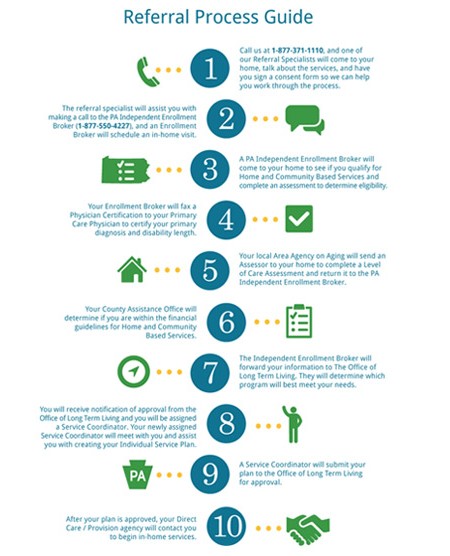 Referral Process Guide
1
Call us at 1-877-371-1110, and one of
our Referral Specialists will come to your
home, talk about the services, and have
you sign a consent form so we can help
you work through the process.
The referral specialist will assist you with
making a call to the PA Independent Enrollment
Broker (1-877-550-4227), and an Enrollment
Broker will schedule an in-home visit.
2
3
A PA Independent Enrollment Broker will
come to your home to see if you qualify for
Home and Community Based Services and
complete an assessment to determine eligibility.
Your Enrollment Broker will fax a
Physician Certification to your Primary
Care Physician to certify your primary
diagnosis and disability length.
4
5
Your local Area Agency on Aging will send an
Assessor to your home to complete a Level
of Care Assessment and return it to the PA
Independent Enrollment Broker.
Your County Assistance Office will
determine if you are within the financial
guidelines for Home and Community
Based Services.
6
7
The Independent Enrollment Broker will
forward your information to The Office of
Long Term Living. They will determine which
program will best meet your needs.
You will receive notification of approval from the
Office of Long Term Living and you will be assigned
a Service Coordinator. Your newly assigned
Service Coordinator will meet with you and assist
you with creating your Individual Service Plan.
8
PA
9
A Service Coordinator will submit your
plan to the Office of Long Term Living
for approval.
After your plan is approved, your Direct
Care / Provision agency will contact you
to begin in-home services.
10